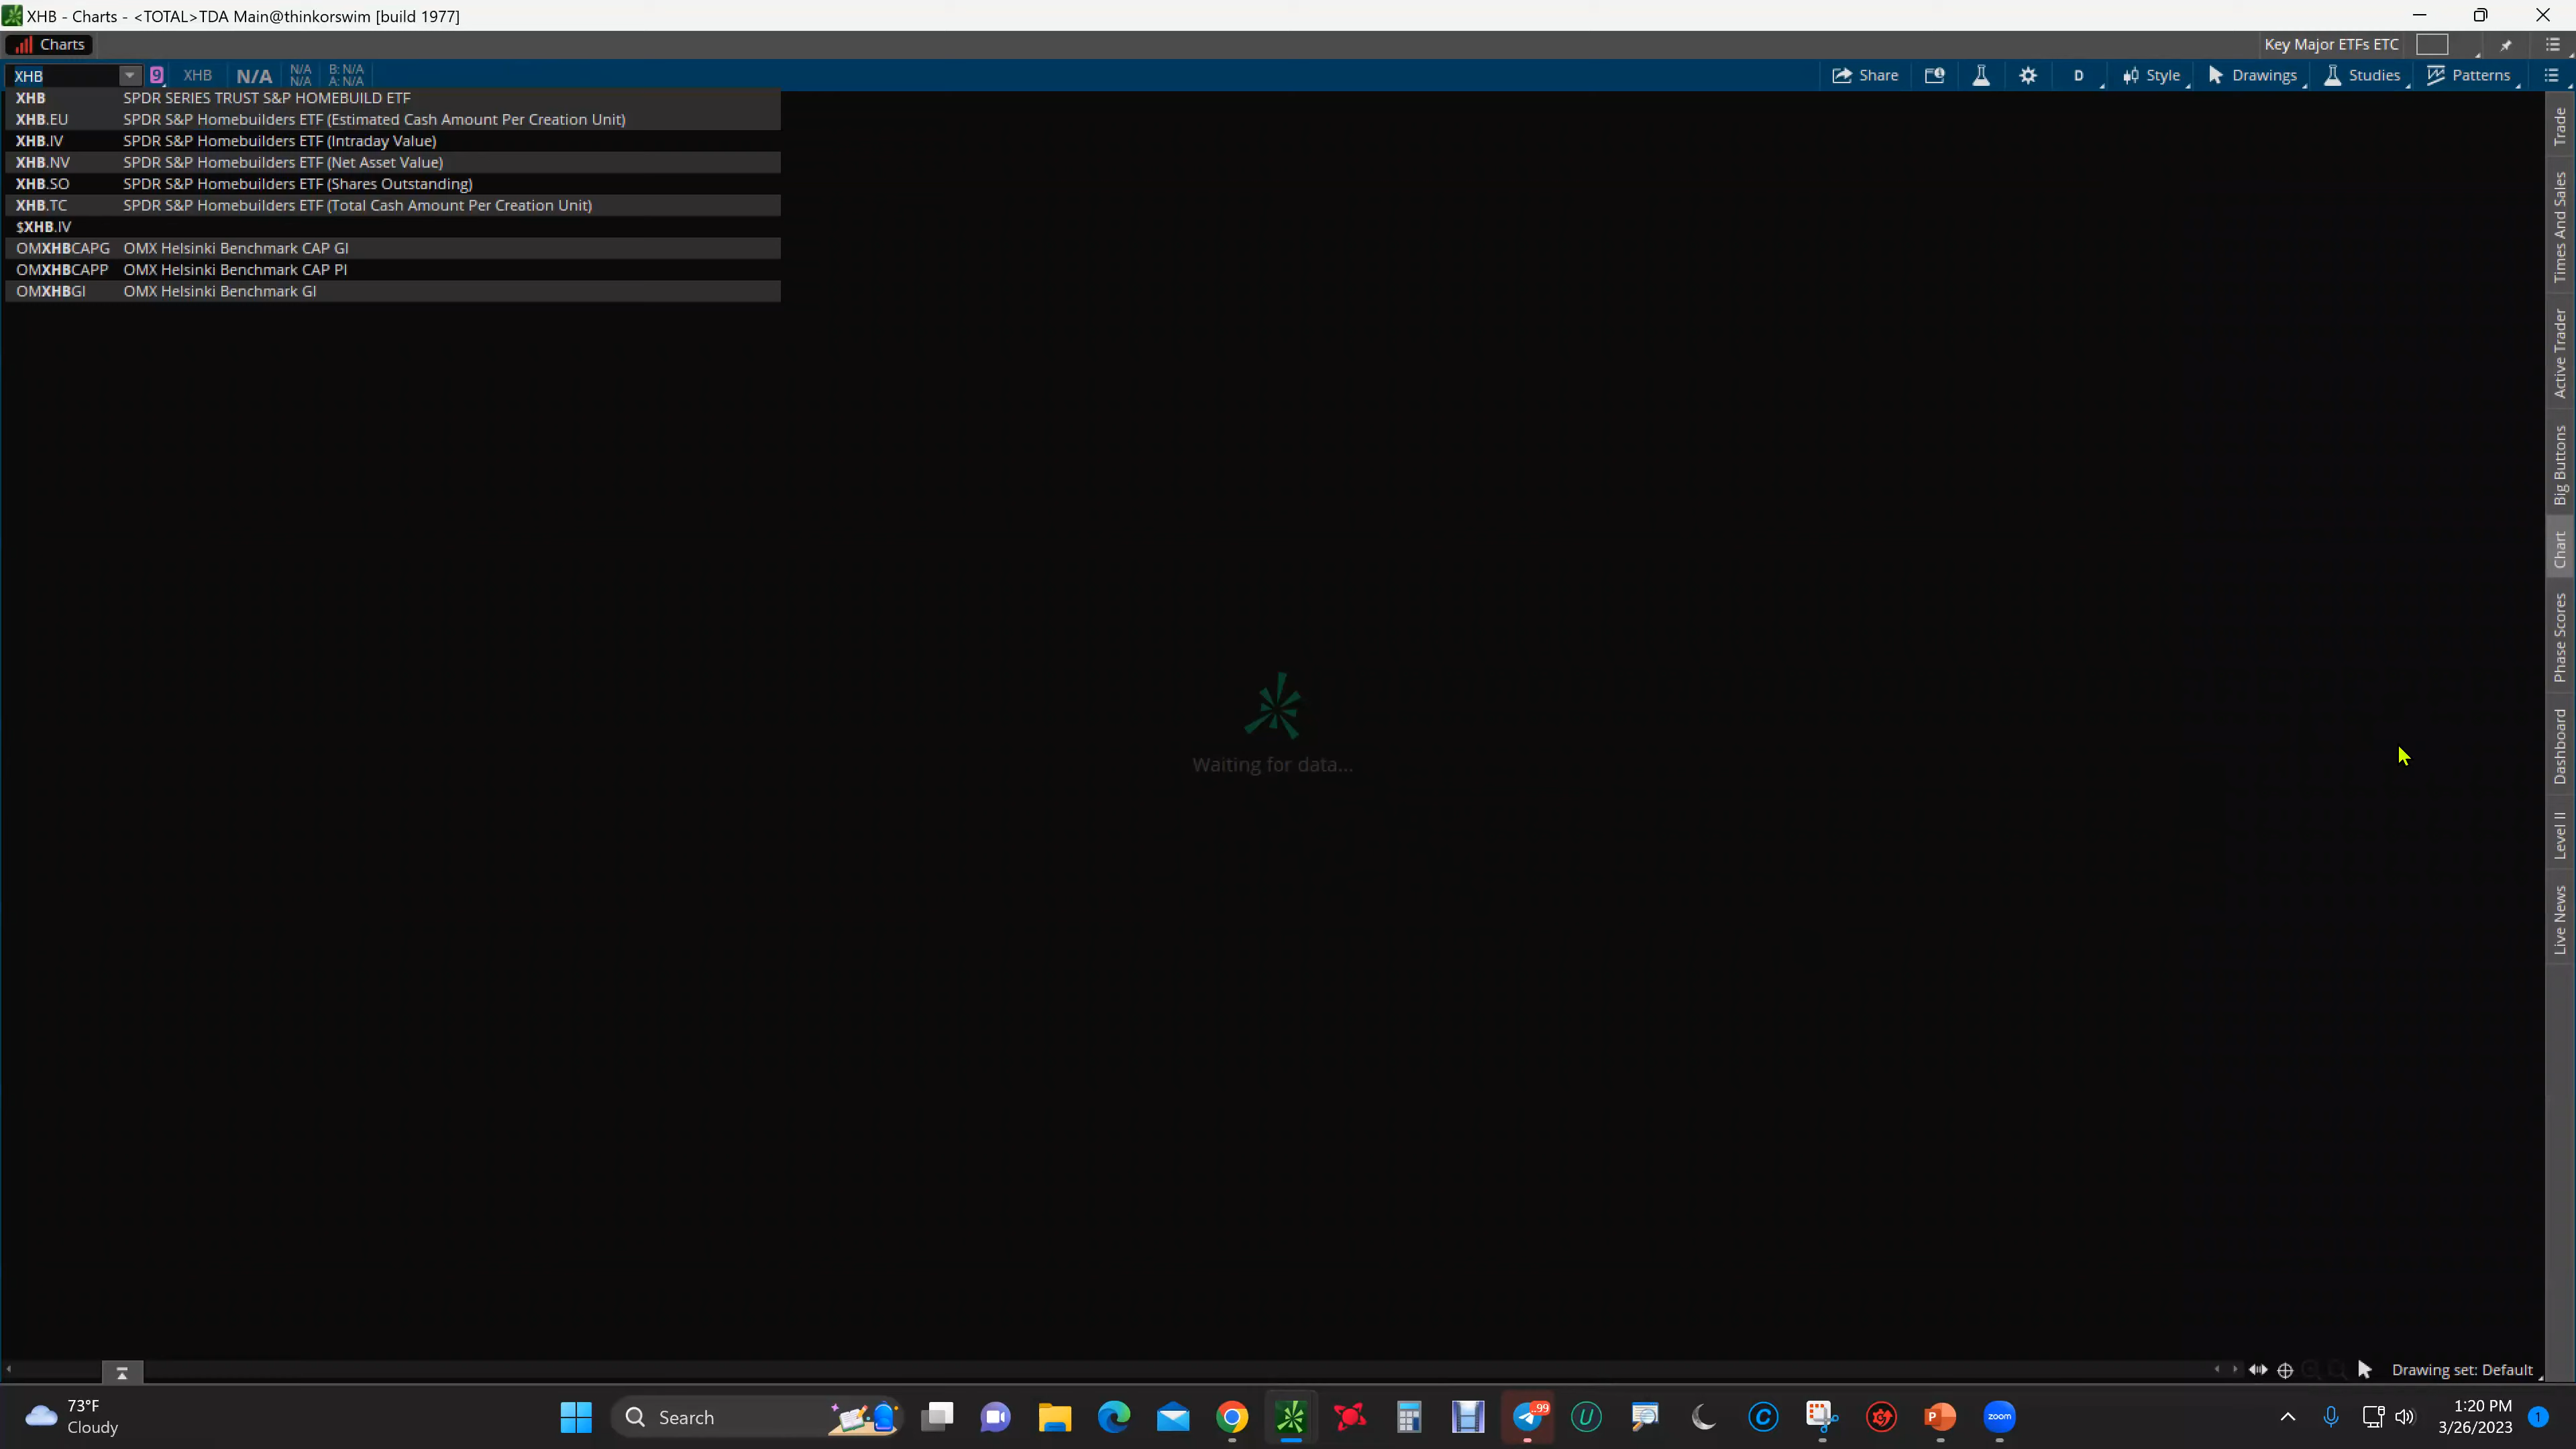 XHB - Charts - <TOTAL>TDA Main@thinkorswim [build 1977]
Charts
Key Major ETFs ETC
XHB 9 XHB N/A N/A N/A B: N/A A: N/A
Share D Style Drawings Studies Patterns
XHB SPDR SERIES TRUST S&P HOMEBUILD ETF
XHB.EU SPDR S&P Homebuilders ETF (Estimated Cash Amount Per Creation Unit)
XHB.IV SPDR S&P Homebuilders ETF (Intraday Value)
XHB.NV SPDR S&P Homebuilders ETF (Net Asset Value)
XHB.SO SPDR S&P Homebuilders ETF (Shares Outstanding)
XHB.TC SPDR S&P Homebuilders ETF (Total Cash Amount Per Creation Unit)
$XHB.IV
OMXHBCAPG OMX Helsinki Benchmark CAP GI
OMXHBCAPP OMX Helsinki Benchmark CAP PI
OMXHBGI OMX Helsinki Benchmark GI
Waiting for data...
Trade
Times And Sales
Active Trader
Big Buttons
Chart
Phase Scores
Dashboard
Level II
Live News
Drawing set: Default
73°F
Cloudy
Search
.99
U
C
P
zoom
1:20 PM
3/26/2023
1